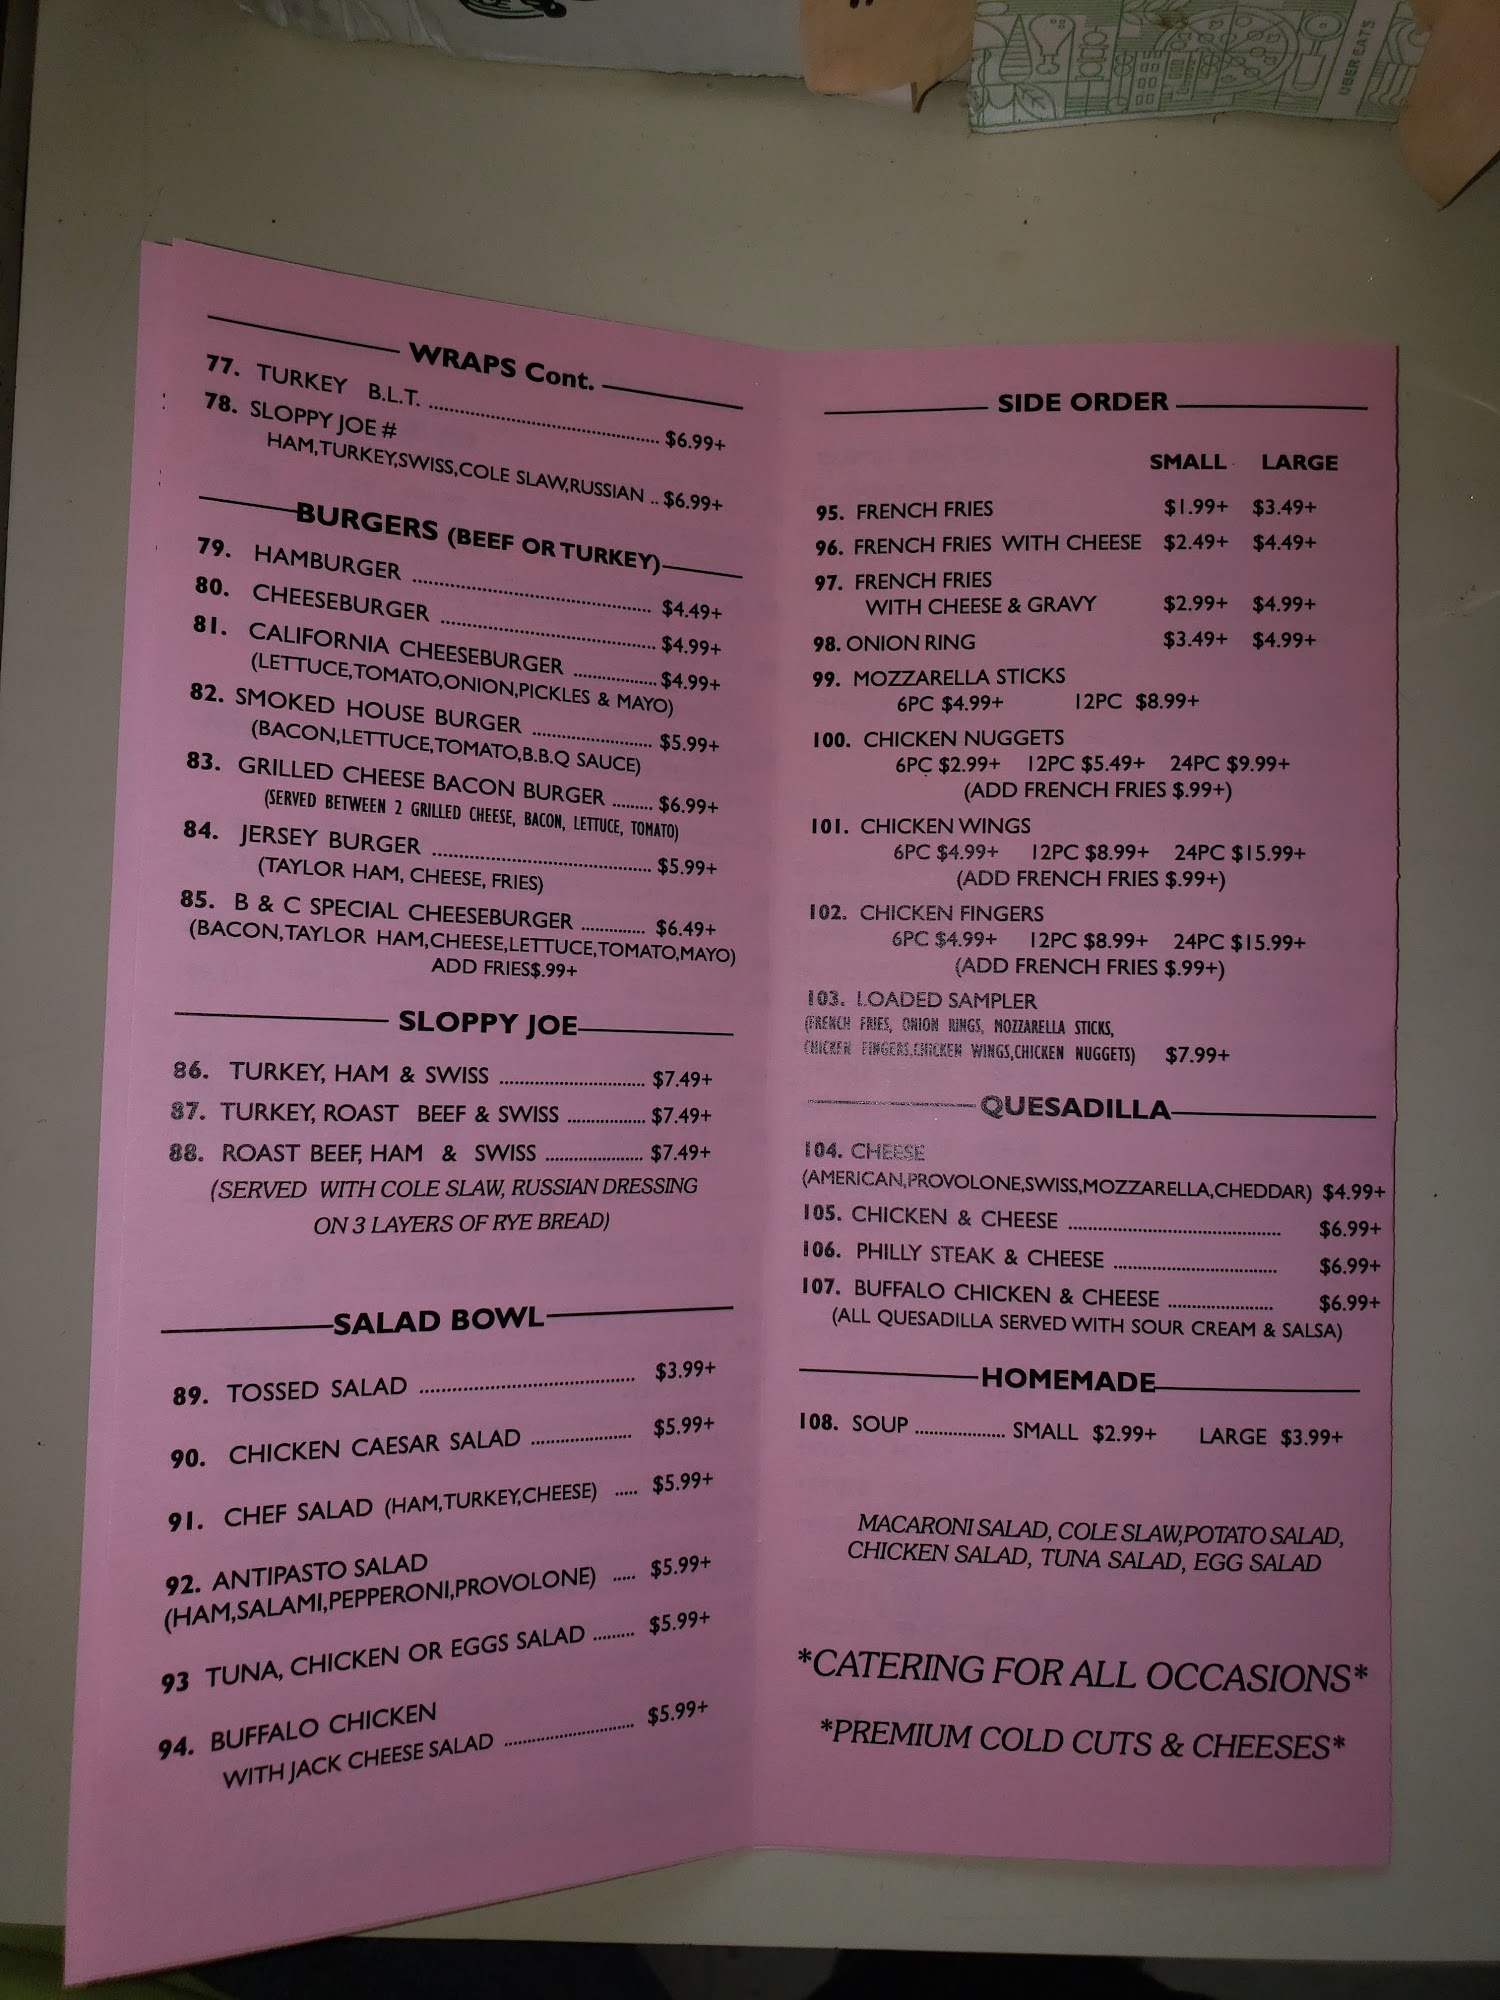 UBER EATS
WRAPS Cont.
77. TURKEY B.L.T. ........ $6.99+
78. SLOPPY JOE #
HAM,TURKEY,SWISS,COLE SLAW,RUSSIAN .. $6.99+
BURGERS (BEEF OR TURKEY)
79. HAMBURGER ........ $4.49+
80. CHEESEBURGER ........ $4.99+
81. CALIFORNIA CHEESEBURGER ........ $4.99+
(LETTUCE,TOMATO,ONION,PICKLES & MAYO)
82. SMOKED HOUSE BURGER ........ $5.99+
(BACON,LETTUCE,TOMATO,B.B.Q SAUCE)
83. GRILLED CHEESE BACON BURGER ........ $6.99+
(SERVED BETWEEN 2 GRILLED CHEESE, BACON, LETTUCE, TOMATO)
84. JERSEY BURGER ........ $5.99+
(TAYLOR HAM, CHEESE, FRIES)
85. B & C SPECIAL CHEESEBURGER ........ $6.49+
(BACON,TAYLOR HAM,CHEESE,LETTUCE,TOMATO,MAYO)
ADD FRIES$.99+
SLOPPY JOE
86. TURKEY, HAM & SWISS ........ $7.49+
87. TURKEY, ROAST BEEF & SWISS ........ $7.49+
88. ROAST BEEF, HAM & SWISS ........ $7.49+
(SERVED WITH COLE SLAW, RUSSIAN DRESSING
ON 3 LAYERS OF RYE BREAD)
SALAD BOWL
89. TOSSED SALAD ........ $3.99+
90. CHICKEN CAESAR SALAD ........ $5.99+
91. CHEF SALAD (HAM,TURKEY,CHEESE) ..... $5.99+
92. ANTIPASTO SALAD
(HAM,SALAMI,PEPPERONI,PROVOLONE) ..... $5.99+
93 TUNA, CHICKEN OR EGGS SALAD ........ $5.99+
94. BUFFALO CHICKEN
WITH JACK CHEESE SALAD ........ $5.99+
SIDE ORDER
SMALL LARGE
95. FRENCH FRIES $1.99+ $3.49+
96. FRENCH FRIES WITH CHEESE $2.49+ $4.49+
97. FRENCH FRIES
WITH CHEESE & GRAVY $2.99+ $4.99+
98. ONION RING $3.49+ $4.99+
99. MOZZARELLA STICKS
6PC $4.99+ 12PC $8.99+
100. CHICKEN NUGGETS
6PC $2.99+ 12PC $5.49+ 24PC $9.99+
(ADD FRENCH FRIES $.99+)
101. CHICKEN WINGS
6PC $4.99+ 12PC $8.99+ 24PC $15.99+
(ADD FRENCH FRIES $.99+)
102. CHICKEN FINGERS
6PC $4.99+ 12PC $8.99+ 24PC $15.99+
(ADD FRENCH FRIES $.99+)
103. LOADED SAMPLER
(FRENCH FRIES, ONION RINGS, MOZZARELLA STICKS,
CHICKEN FINGERS,CHICKEN WINGS,CHICKEN NUGGETS) $7.99+
QUESADILLA
104. CHEESE
(AMERICAN,PROVOLONE,SWISS,MOZZARELLA,CHEDDAR) $4.99+
105. CHICKEN & CHEESE ........ $6.99+
106. PHILLY STEAK & CHEESE ........ $6.99+
107. BUFFALO CHICKEN & CHEESE ........ $6.99+
(ALL QUESADILLA SERVED WITH SOUR CREAM & SALSA)
HOMEMADE
108. SOUP ........ SMALL $2.99+ LARGE $3.99+
MACARONI SALAD, COLE SLAW,POTATO SALAD,
CHICKEN SALAD, TUNA SALAD, EGG SALAD
*CATERING FOR ALL OCCASIONS*
*PREMIUM COLD CUTS & CHEESES*